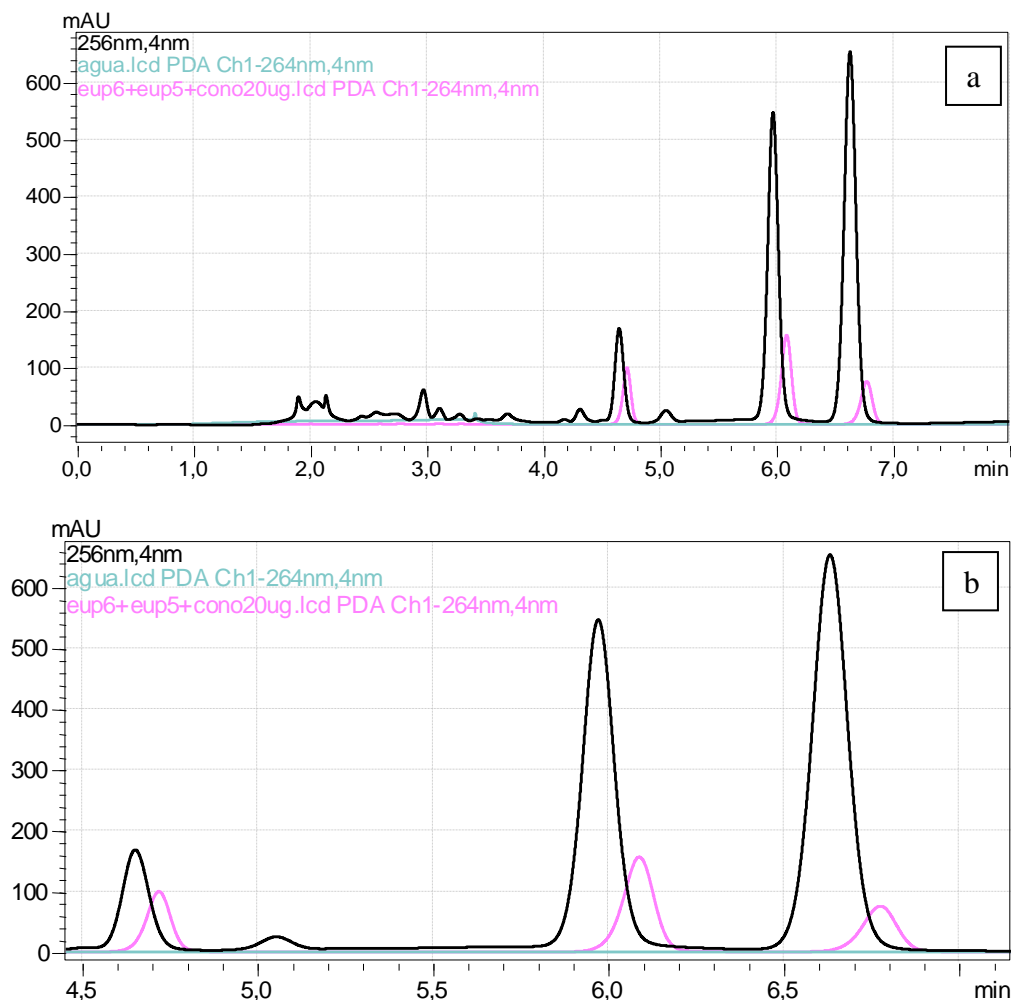 mAU
256nm,4nm
agua.lcd PDA Ch1-264nm,4nm
eup6+eup5+cono20ug.lcd PDA Ch1-264nm,4nm
a
600
500
400
300
200
100
0
0,0 1,0 2,0 3,0 4,0 5,0 6,0 7,0 min
mAU
256nm,4nm
agua.lcd PDA Ch1-264nm,4nm
eup6+eup5+cono20ug.lcd PDA Ch1-264nm,4nm
b
600
500
400
300
200
100
0
4,5 5,0 5,5 6,0 6,5 min